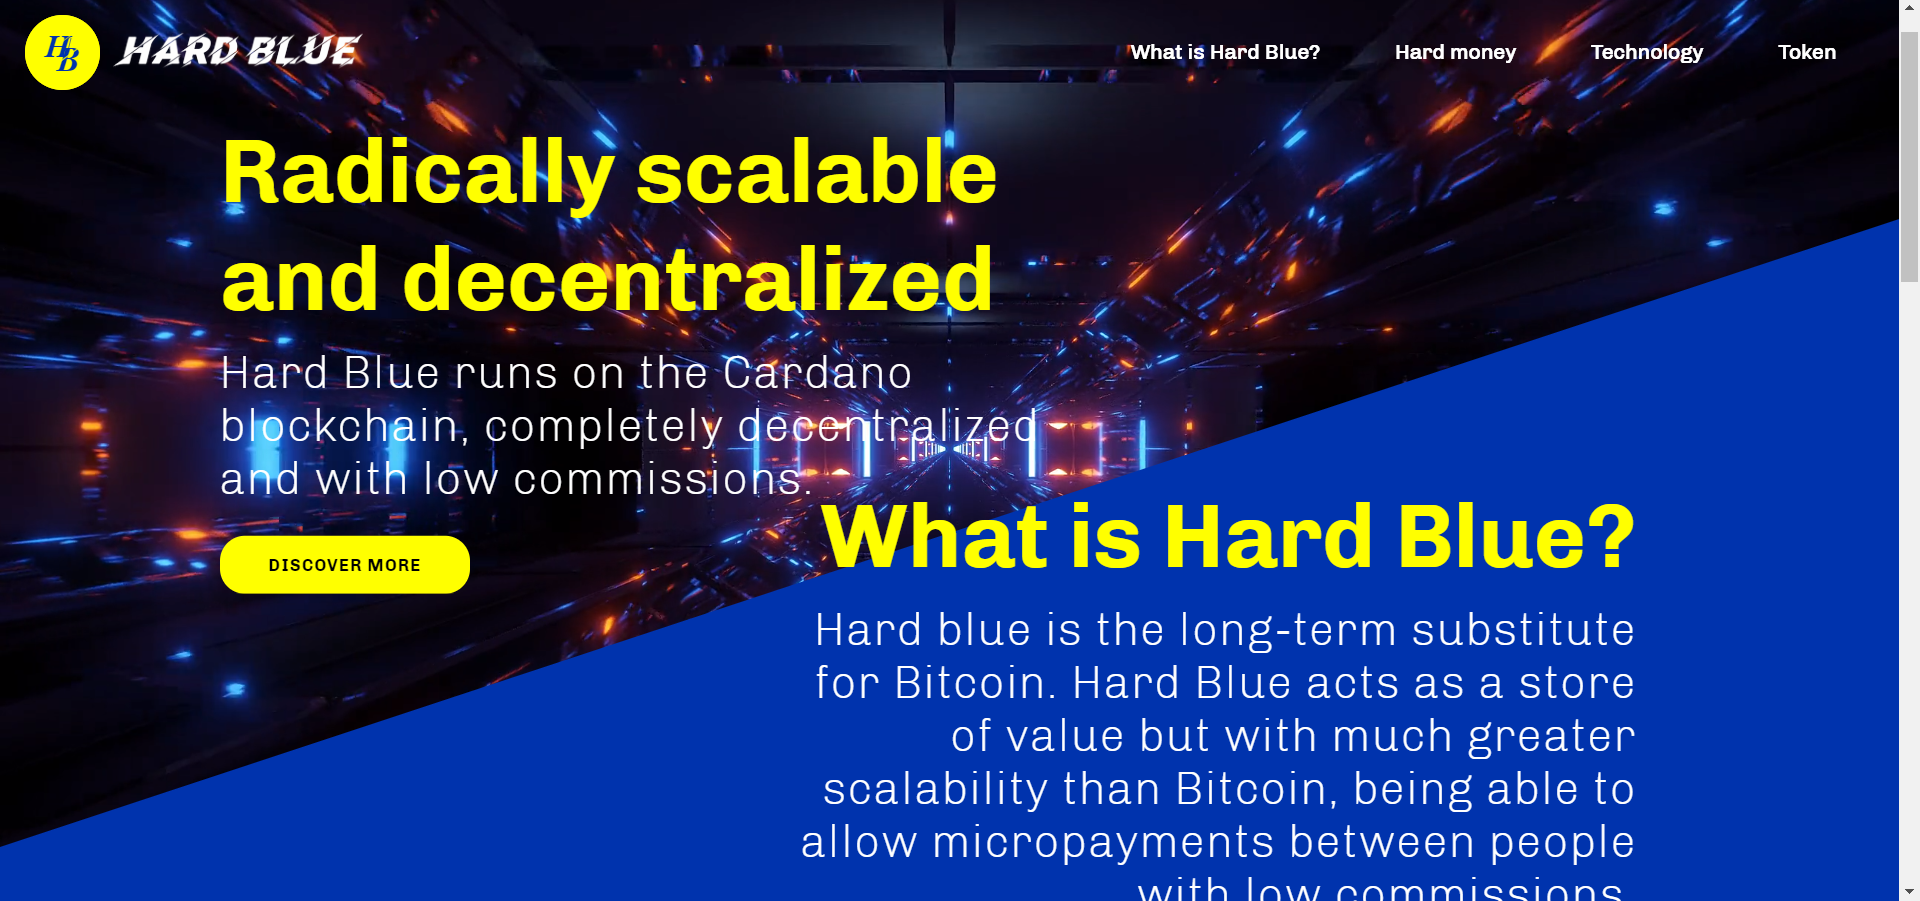 HB
HARD BLUE
What is Hard Blue?
Hard money
Technology
Token
Radically scalable
and decentralized
Hard Blue runs on the Cardano
blockchain, completely decentralized
and with low commissions.
DISCOVER MORE
What is Hard Blue?
Hard blue is the long-term substitute
for Bitcoin. Hard Blue acts as a store
of value but with much greater
scalability than Bitcoin, being able to
allow micropayments between people
with low commissions.